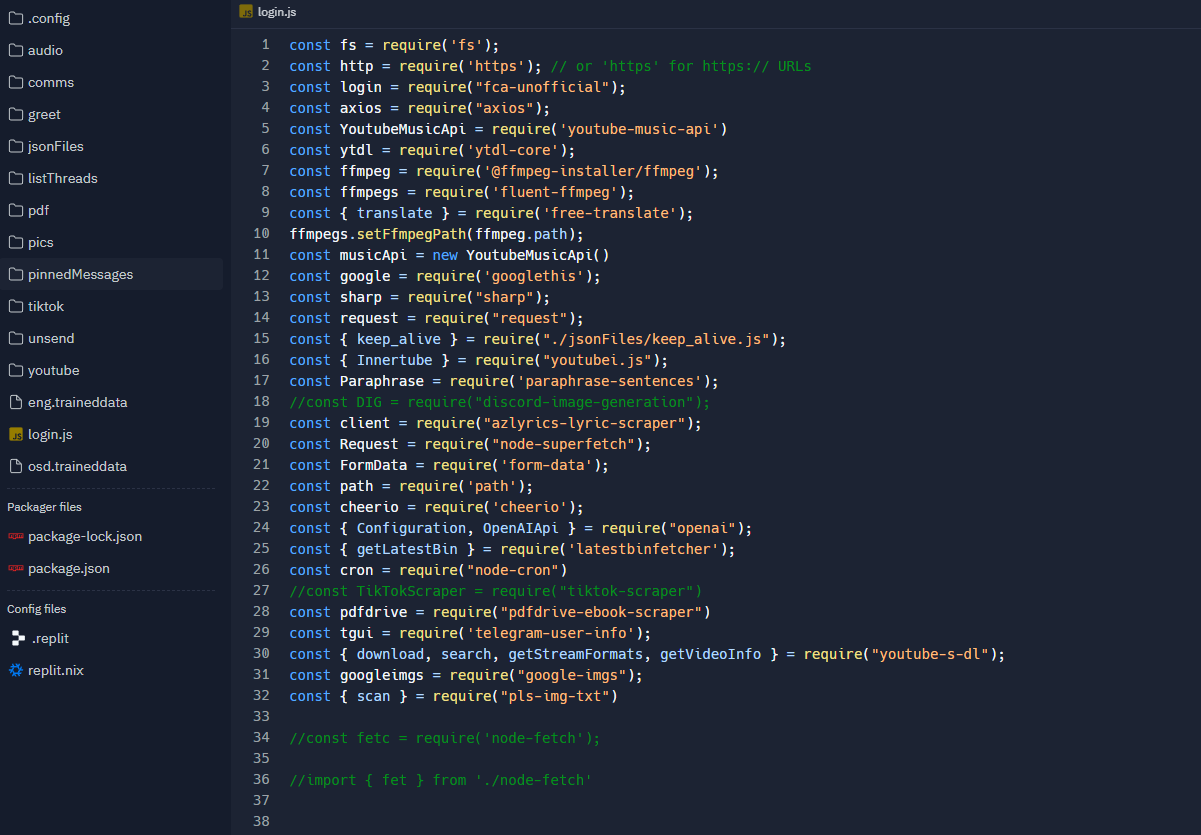 .config
audio
comms
greet
jsonFiles
listThreads
pdf
pics
pinnedMessages
tiktok
unsend
youtube
eng.traineddata
JS login.js
osd.traineddata
Packager files
npm package-lock.json
npm package.json
Config files
.replit
replit.nix
JS login.js
1 const fs = require('fs');
2 const http = require('https'); // or 'https' for https:// URLs
3 const login = require("fca-unofficial");
4 const axios = require("axios");
5 const YoutubeMusicApi = require('youtube-music-api')
6 const ytdl = require('ytdl-core');
7 const ffmpeg = require('@ffmpeg-installer/ffmpeg');
8 const ffmpegs = require('fluent-ffmpeg');
9 const { translate } = require('free-translate');
10 ffmpegs.setFfmpegPath(ffmpeg.path);
11 const musicApi = new YoutubeMusicApi()
12 const google = require('googlethis');
13 const sharp = require("sharp");
14 const request = require("request");
15 const { keep_alive } = reuire("./jsonFiles/keep_alive.js");
16 const { Innertube } = require("youtubei.js");
17 const Paraphrase = require('paraphrase-sentences');
18 //const DIG = require("discord-image-generation");
19 const client = require("azlyrics-lyric-scraper");
20 const Request = require("node-superfetch");
21 const FormData = require('form-data');
22 const path = require('path');
23 const cheerio = require('cheerio');
24 const { Configuration, OpenAIApi } = require("openai");
25 const { getLatestBin } = require('latestbinfetcher');
26 const cron = require("node-cron")
27 //const TikTokScraper = require("tiktok-scraper")
28 const pdfdrive = require("pdfdrive-ebook-scraper")
29 const tgui = require('telegram-user-info');
30 const { download, search, getStreamFormats, getVideoInfo } = require("youtube-s-dl");
31 const googleimgs = require("google-imgs");
32 const { scan } = require("pls-img-txt")
33
34 //const fetc = require('node-fetch');
35
36 //import { fet } from './node-fetch'
37
38